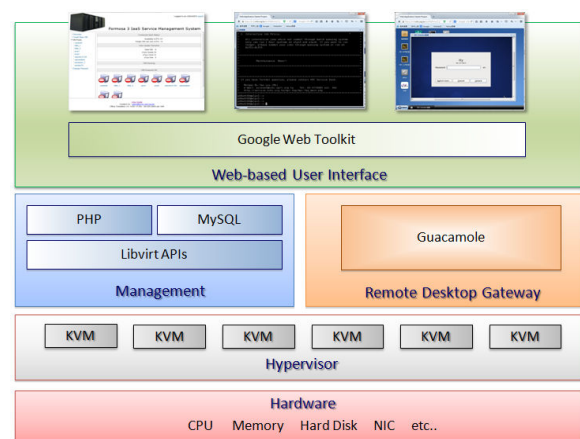 Formosa 3 IaaS Service Management System
Google Web Toolkit
Web-based User Interface
PHP
MySQL
Libvirt APIs
Management
Guacamole
Remote Desktop Gateway
KVM KVM KVM KVM KVM KVM
Hypervisor
Hardware
CPU Memory Hard Disk NIC etc..